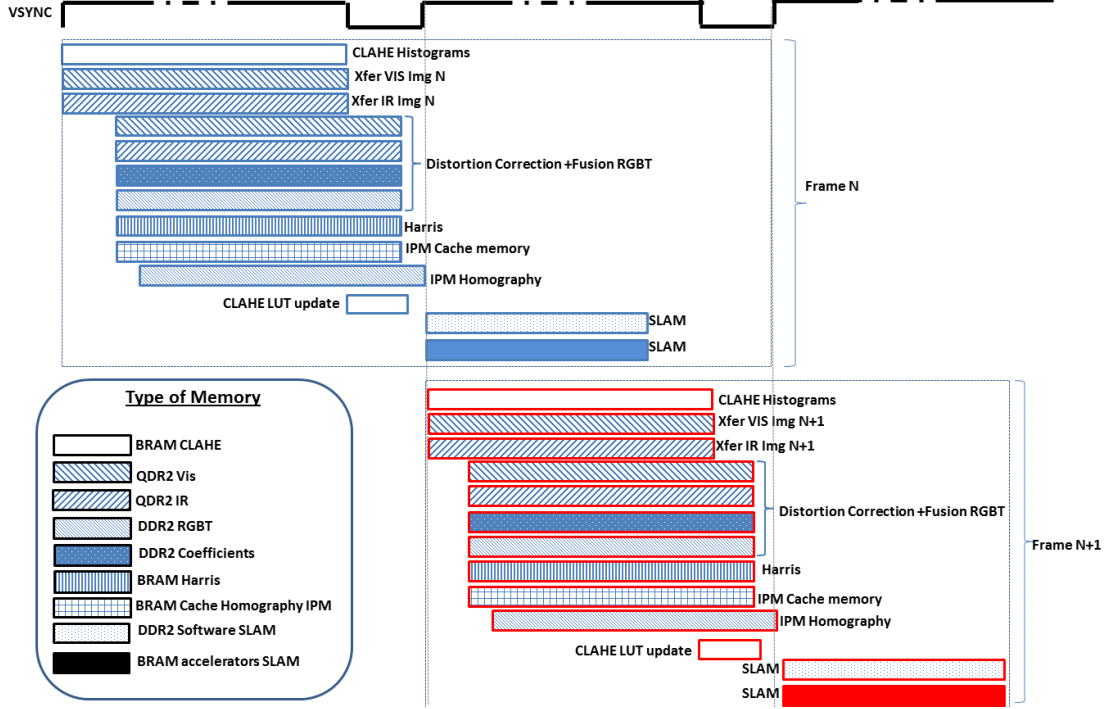 VSYNC
CLAHE Histograms
Xfer VIS Img N
Xfer IR Img N
Distortion Correction +Fusion RGBT
Frame N
Harris
IPM Cache memory
IPM Homography
CLAHE LUT update
SLAM
SLAM
Type of Memory
BRAM CLAHE
QDR2 Vis
QDR2 IR
DDR2 RGBT
DDR2 Coefficients
BRAM Harris
BRAM Cache Homography IPM
DDR2 Software SLAM
BRAM accelerators SLAM
CLAHE Histograms
Xfer VIS Img N+1
Xfer IR Img N+1
Distortion Correction +Fusion RGBT
Frame N+1
Harris
IPM Cache memory
IPM Homography
CLAHE LUT update
SLAM
SLAM